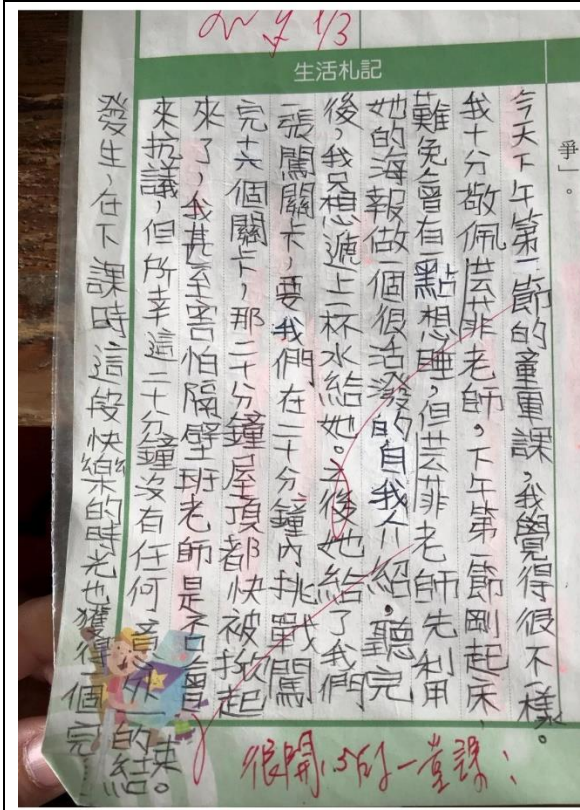 1/3
生活札記
爭」。
今天下午第一節的童軍課，我覺得很不一樣。
我十分敬佩芸菲老師，下午第一節剛起床、
難免會有一點想睡，但芸菲老師先利用
她的海報做一個很活潑的自我介紹，聽完
後，我只想遞上一杯水給她。之後她給了我們
一張闖關卡，要我們在二十分鐘內挑戰闖
完十六個關卡，那二十分鐘屋頂都快被掀起
來了，我甚至害怕隔壁班老師是否會
來抗議，但所幸這二十分鐘沒有任何意外的
發生，在下課時這段快樂的時光也獲得一個完
結。
很開心的一堂課！